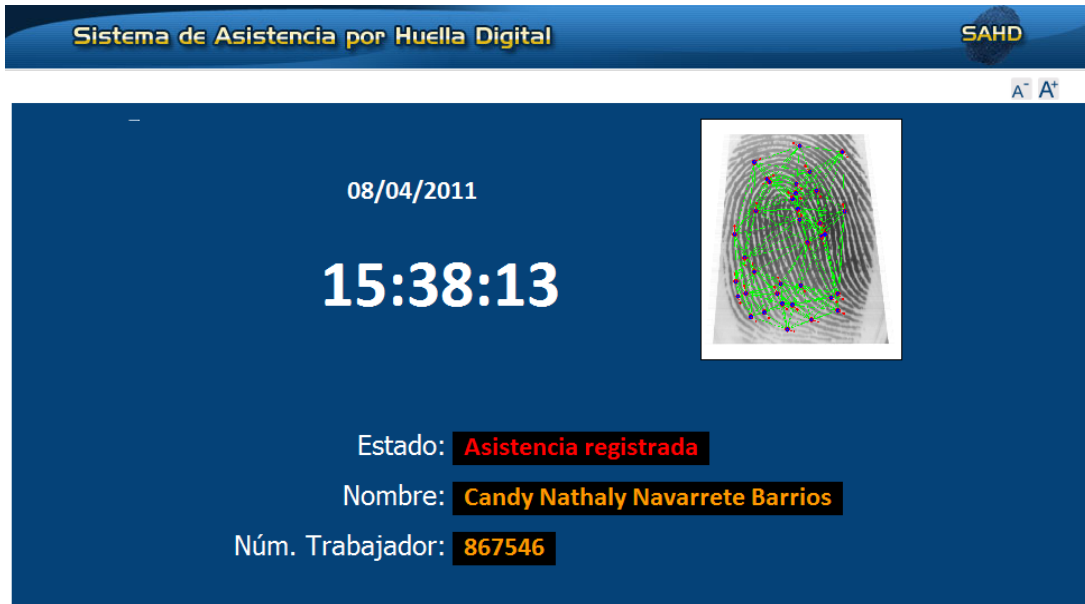 Sistema de Asistencia por Huella Digital
SAHD
A- A+
08/04/2011
15:38:13
Estado: Asistencia registrada
Nombre: Candy Nathaly Navarrete Barrios
Núm. Trabajador: 867546